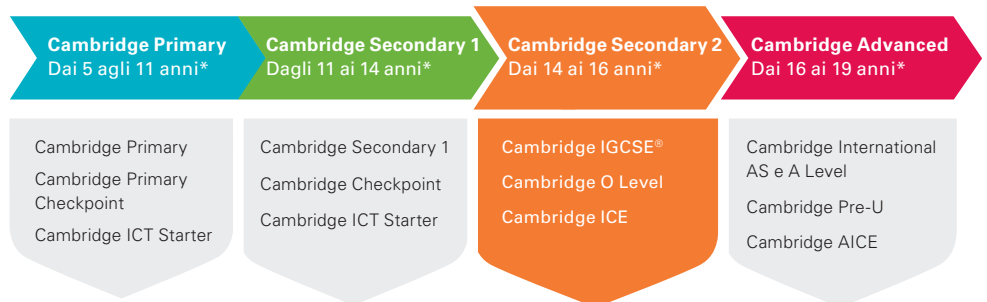 Cambridge Primary
Dai 5 agli 11 anni*
Cambridge Secondary 1
Dagli 11 ai 14 anni*
Cambridge Secondary 2
Dai 14 ai 16 anni*
Cambridge Advanced
Dai 16 ai 19 anni*
Cambridge Primary
Cambridge Primary
Checkpoint
Cambridge ICT Starter
Cambridge Secondary 1
Cambridge Checkpoint
Cambridge ICT Starter
Cambridge IGCSE®
Cambridge O Level
Cambridge ICE
Cambridge International
AS e A Level
Cambridge Pre-U
Cambridge AICE